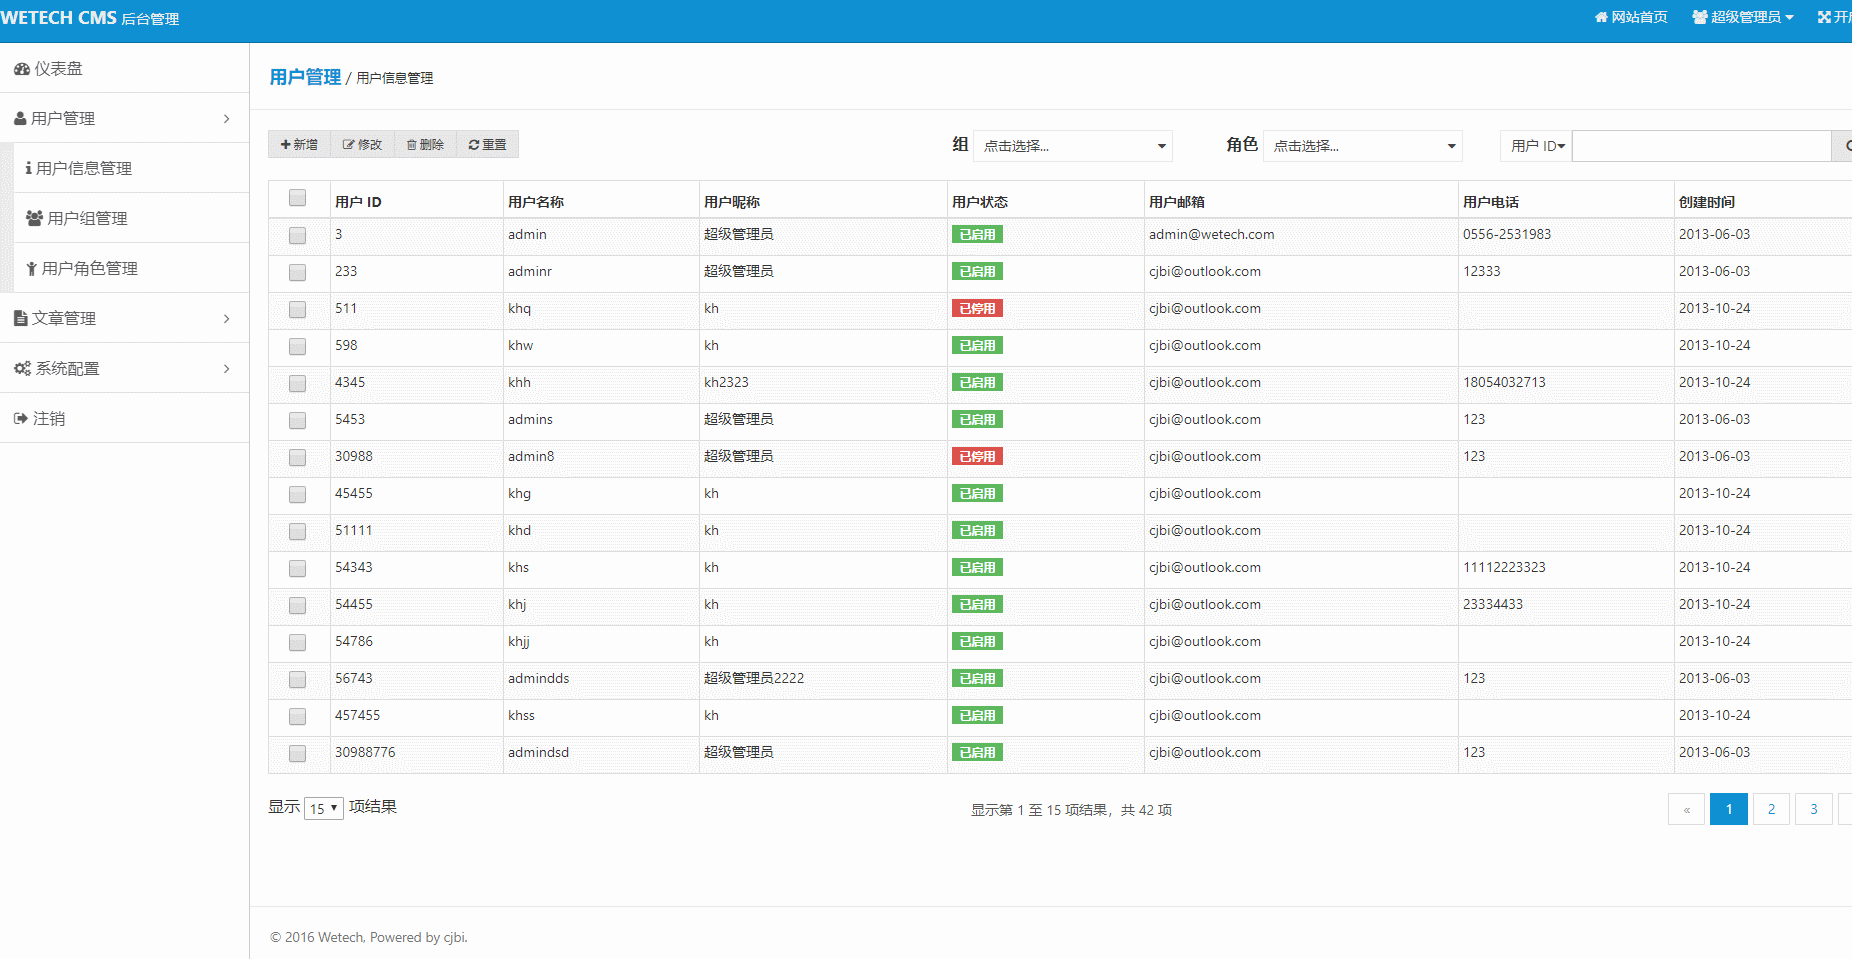 WETECH CMS 后台管理
网站首页 超级管理员
仪表盘
用户管理
用户信息管理
用户组管理
用户角色管理
文章管理
系统配置
注销
用户管理 / 用户信息管理
新增 修改 删除 重置 组 点击选择... 角色 点击选择... 用户 ID
用户 ID 用户名称 用户昵称 用户状态 用户邮箱 用户电话 创建时间
3 admin 超级管理员 已启用 admin@wetech.com 0556-2531983 2013-06-03
233 adminr 超级管理员 已启用 cjbi@outlook.com 12333 2013-06-03
511 khq kh 已停用 cjbi@outlook.com 2013-10-24
598 khw kh 已启用 cjbi@outlook.com 2013-10-24
4345 khh kh2323 已启用 cjbi@outlook.com 18054032713 2013-10-24
5453 admins 超级管理员 已启用 cjbi@outlook.com 123 2013-06-03
30988 admin8 超级管理员 已停用 cjbi@outlook.com 123 2013-06-03
45455 khg kh 已启用 cjbi@outlook.com 2013-10-24
51111 khd kh 已启用 cjbi@outlook.com 2013-10-24
54343 khs kh 已启用 cjbi@outlook.com 11112223323 2013-10-24
54455 khj kh 已启用 cjbi@outlook.com 23334433 2013-10-24
54786 khjj kh 已启用 cjbi@outlook.com 2013-10-24
56743 admindds 超级管理员2222 已启用 cjbi@outlook.com 123 2013-06-03
457455 khss kh 已启用 cjbi@outlook.com 2013-10-24
30988776 admindsd 超级管理员 已启用 cjbi@outlook.com 123 2013-06-03
显示 15 项结果 显示第 1 至 15 项结果，共 42 项 « 1 2 3
© 2016 Wetech, Powered by cjbi.